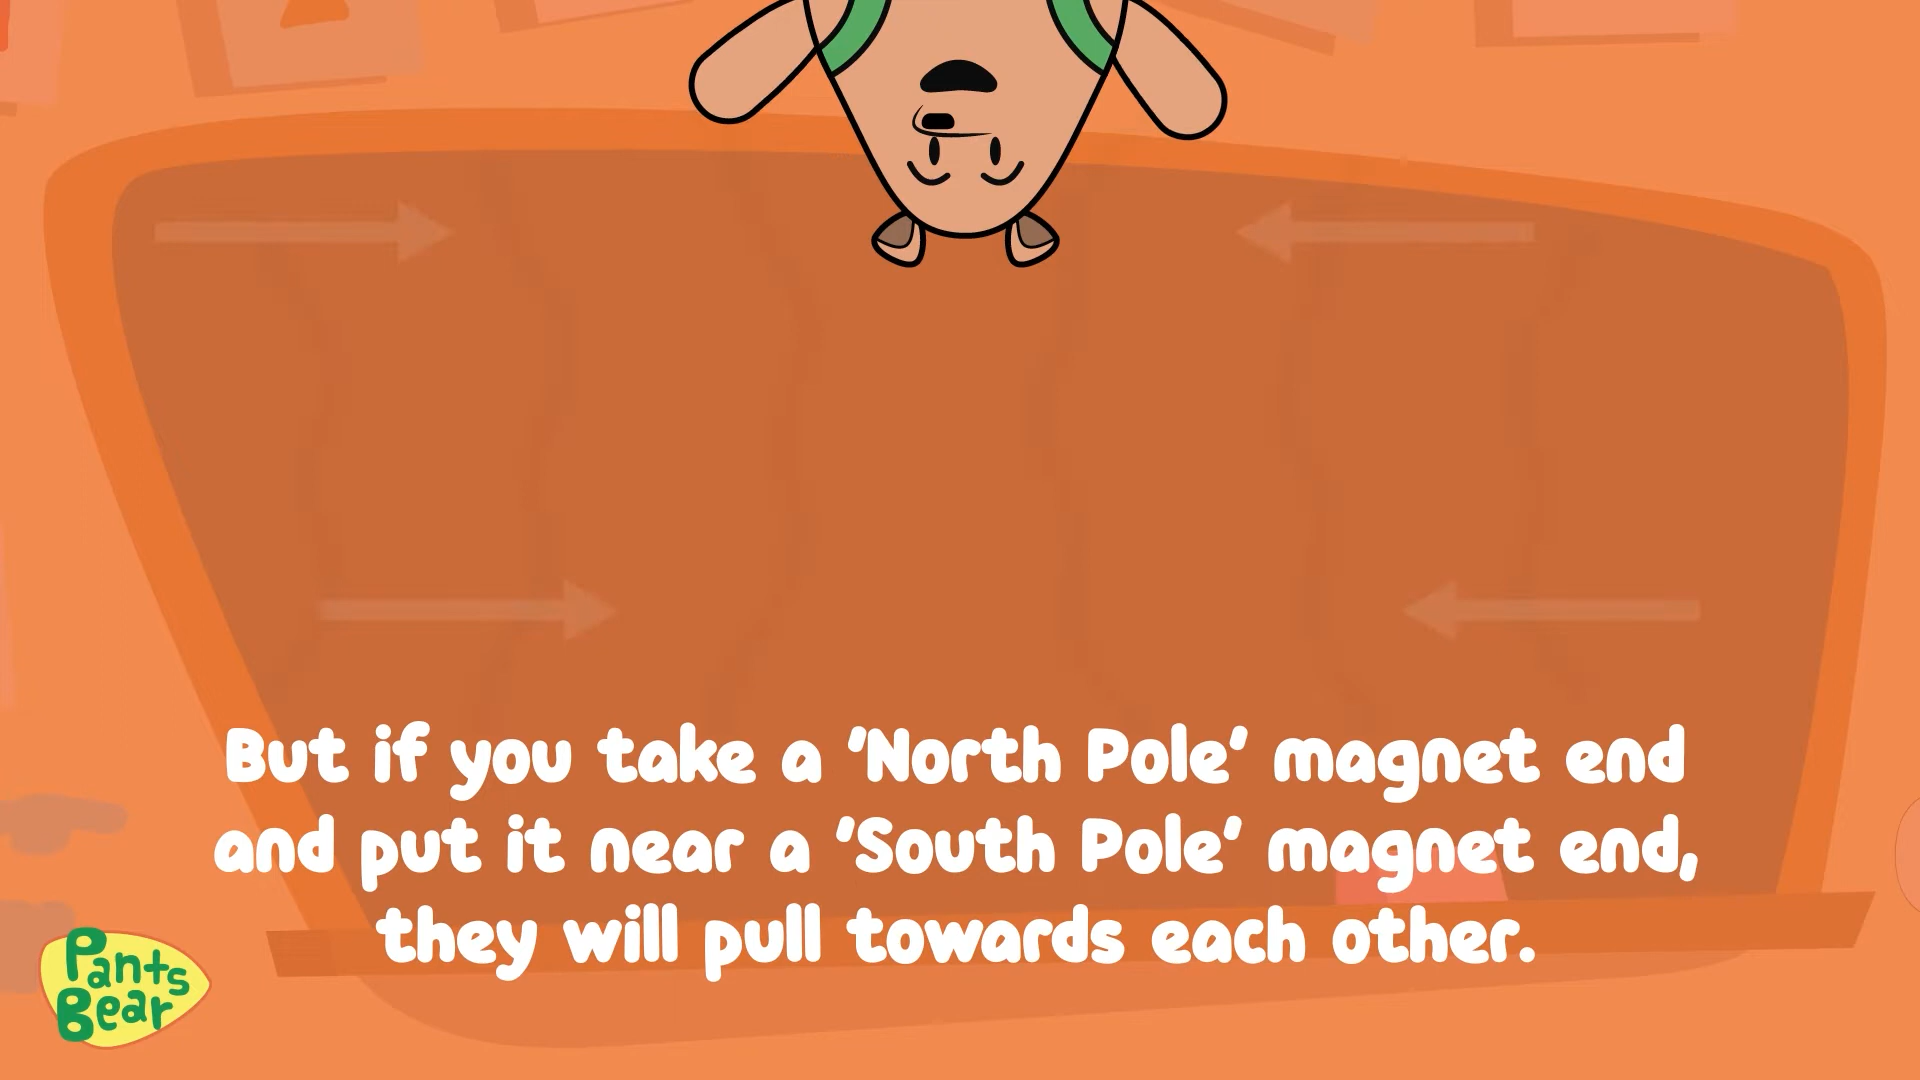 But if you take a 'North Pole' magnet end
and put it near a 'South Pole' magnet end,
they will pull towards each other.
Pants
Bear